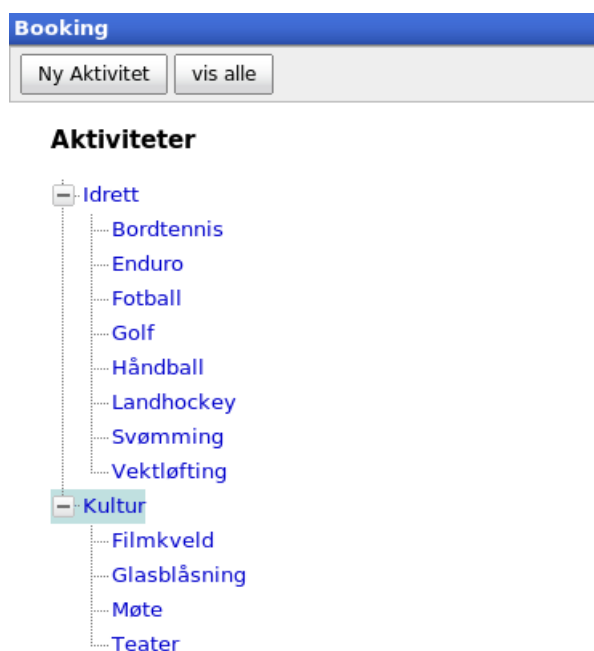 Booking
Ny Aktivitet vis alle
Aktiviteter
Idrett
Bordtennis
Enduro
Fotball
Golf
Håndball
Landhockey
Svømming
Vektløfting
Kultur
Filmkveld
Glasblåsning
Møte
Teater